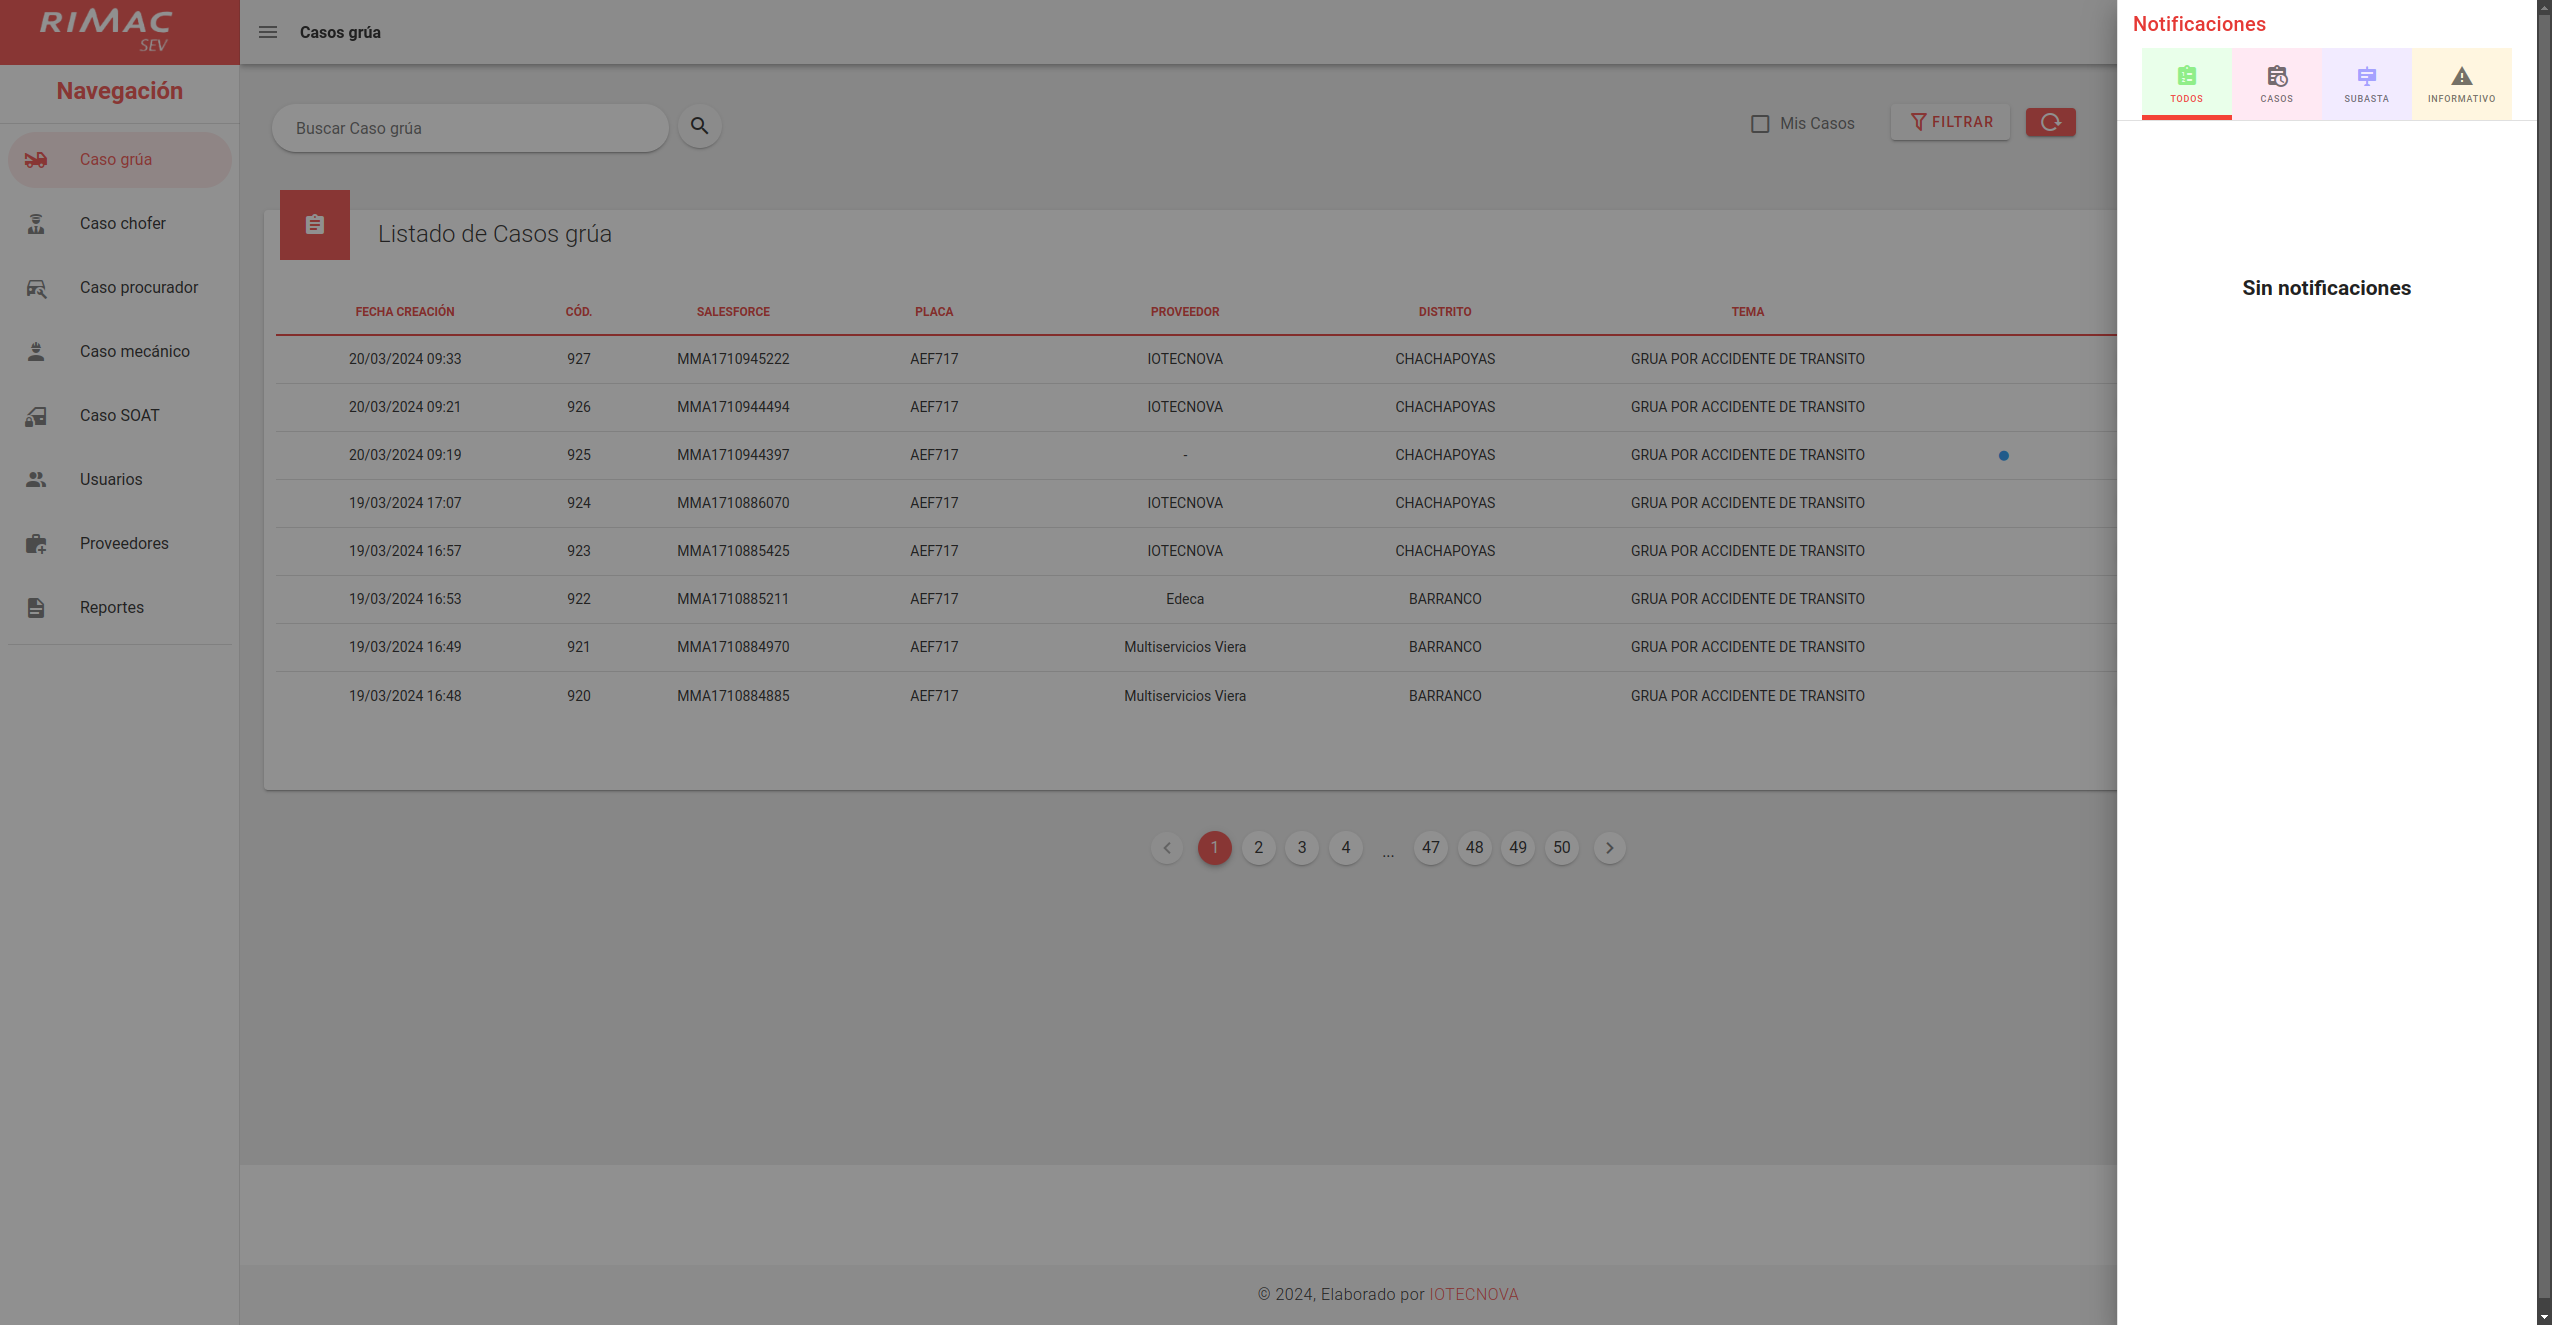 RIMAC
SEV
Navegación
Caso grúa
Caso chofer
Caso procurador
Caso mecánico
Caso SOAT
Usuarios
Proveedores
Reportes
Casos grúa
Buscar Caso grúa
Mis Casos
FILTRAR
Listado de Casos grúa
FECHA CREACIÓN CÓD. SALESFORCE PLACA PROVEEDOR DISTRITO TEMA
20/03/2024 09:33 927 MMA1710945222 AEF717 IOTECNOVA CHACHAPOYAS GRUA POR ACCIDENTE DE TRANSITO
20/03/2024 09:21 926 MMA1710944494 AEF717 IOTECNOVA CHACHAPOYAS GRUA POR ACCIDENTE DE TRANSITO
20/03/2024 09:19 925 MMA1710944397 AEF717 - CHACHAPOYAS GRUA POR ACCIDENTE DE TRANSITO
19/03/2024 17:07 924 MMA1710886070 AEF717 IOTECNOVA CHACHAPOYAS GRUA POR ACCIDENTE DE TRANSITO
19/03/2024 16:57 923 MMA1710885425 AEF717 IOTECNOVA CHACHAPOYAS GRUA POR ACCIDENTE DE TRANSITO
19/03/2024 16:53 922 MMA1710885211 AEF717 Edeca BARRANCO GRUA POR ACCIDENTE DE TRANSITO
19/03/2024 16:49 921 MMA1710884970 AEF717 Multiservicios Viera BARRANCO GRUA POR ACCIDENTE DE TRANSITO
19/03/2024 16:48 920 MMA1710884885 AEF717 Multiservicios Viera BARRANCO GRUA POR ACCIDENTE DE TRANSITO
1 2 3 4 ... 47 48 49 50
© 2024, Elaborado por IOTECNOVA
Notificaciones
TODOS CASOS SUBASTA INFORMATIVO
Sin notificaciones